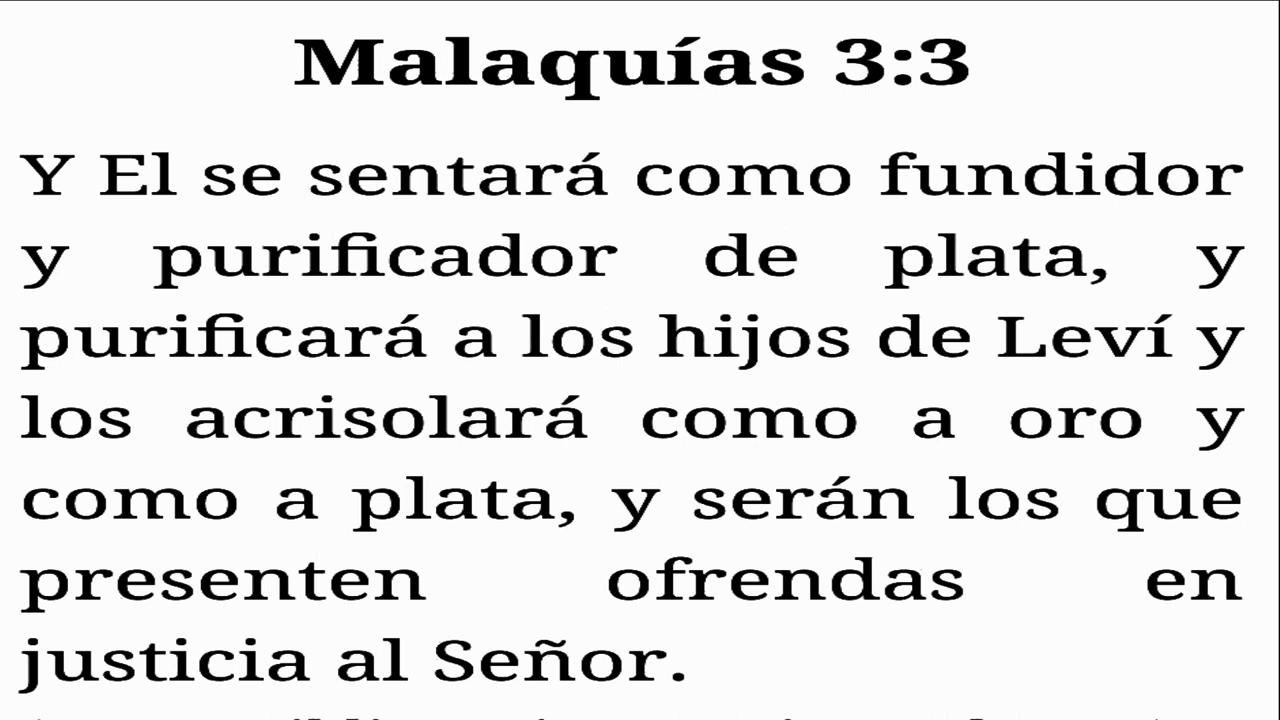 Malaquías 3:3
Y El se sentará como fundidor
y purificador de plata, y
purificará a los hijos de Leví y
los acrisolará como a oro y
como a plata, y serán los que
presenten ofrendas en
justicia al Señor.